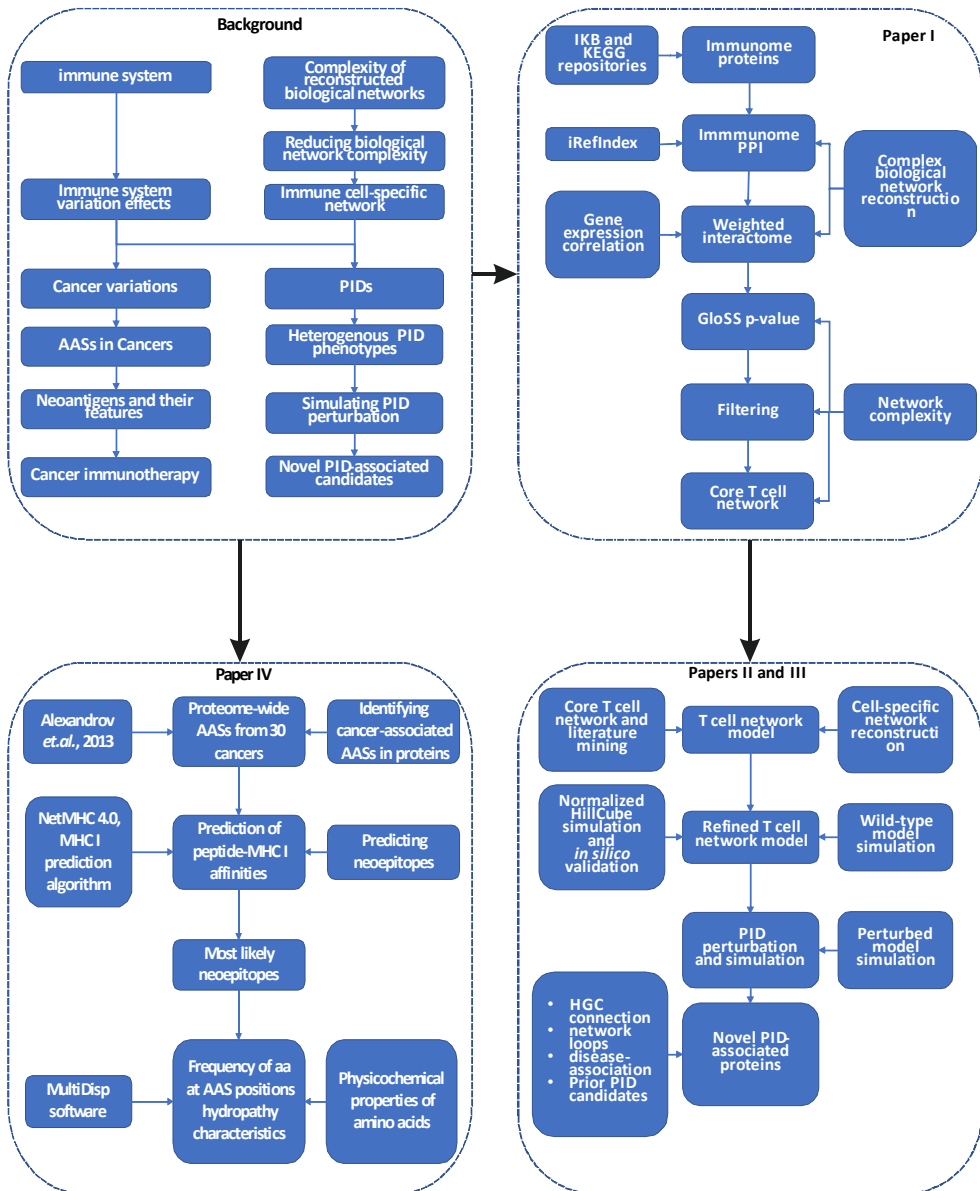 Background
immune system
Immune system
variation effects
Cancer variations
AASs in Cancers
Neoantigens and their
features
Cancer immunotherapy
Complexity of
reconstructed
biological networks
Reducing biological
network complexity
Immune cell-specific
network
PIDs
Heterogenous PID
phenotypes
Simulating PID
perturbation
Novel PID-associated
candidates
Paper I
IKB and
KEGG
repositories
Immunome
proteins
iRefIndex
Immmunome
PPI
Complex
biological
network
reconstructio
n
Gene
expression
correlation
Weighted
interactome
GloSS p-value
Filtering
Network
complexity
Core T cell
network
Paper IV
Alexandrov
et.al., 2013
Proteome-wide
AASs from 30
cancers
Identifying
cancer-associated
AASs in proteins
NetMHC 4.0,
MHC I
prediction
algorithm
Prediction of
peptide-MHC I
affinities
Predicting
neoepitopes
Most likely
neoepitopes
MultiDisp
software
Frequency of aa
at AAS positions
hydropathy
characteristics
Physicochemical
properties of
amino acids
Papers II and III
Core T cell
network and
literature
mining
T cell network
model
Cell-specific
network
reconstructi
on
Normalized
HillCube
simulation
and
in silico
validation
Refined T cell
network model
Wild-type
model
simulation
PID
perturbation
and simulation
Perturbed
model
simulation
• HGC
connection
• network
loops
• disease-
association
• Prior PID
candidates
Novel PID-
associated
proteins